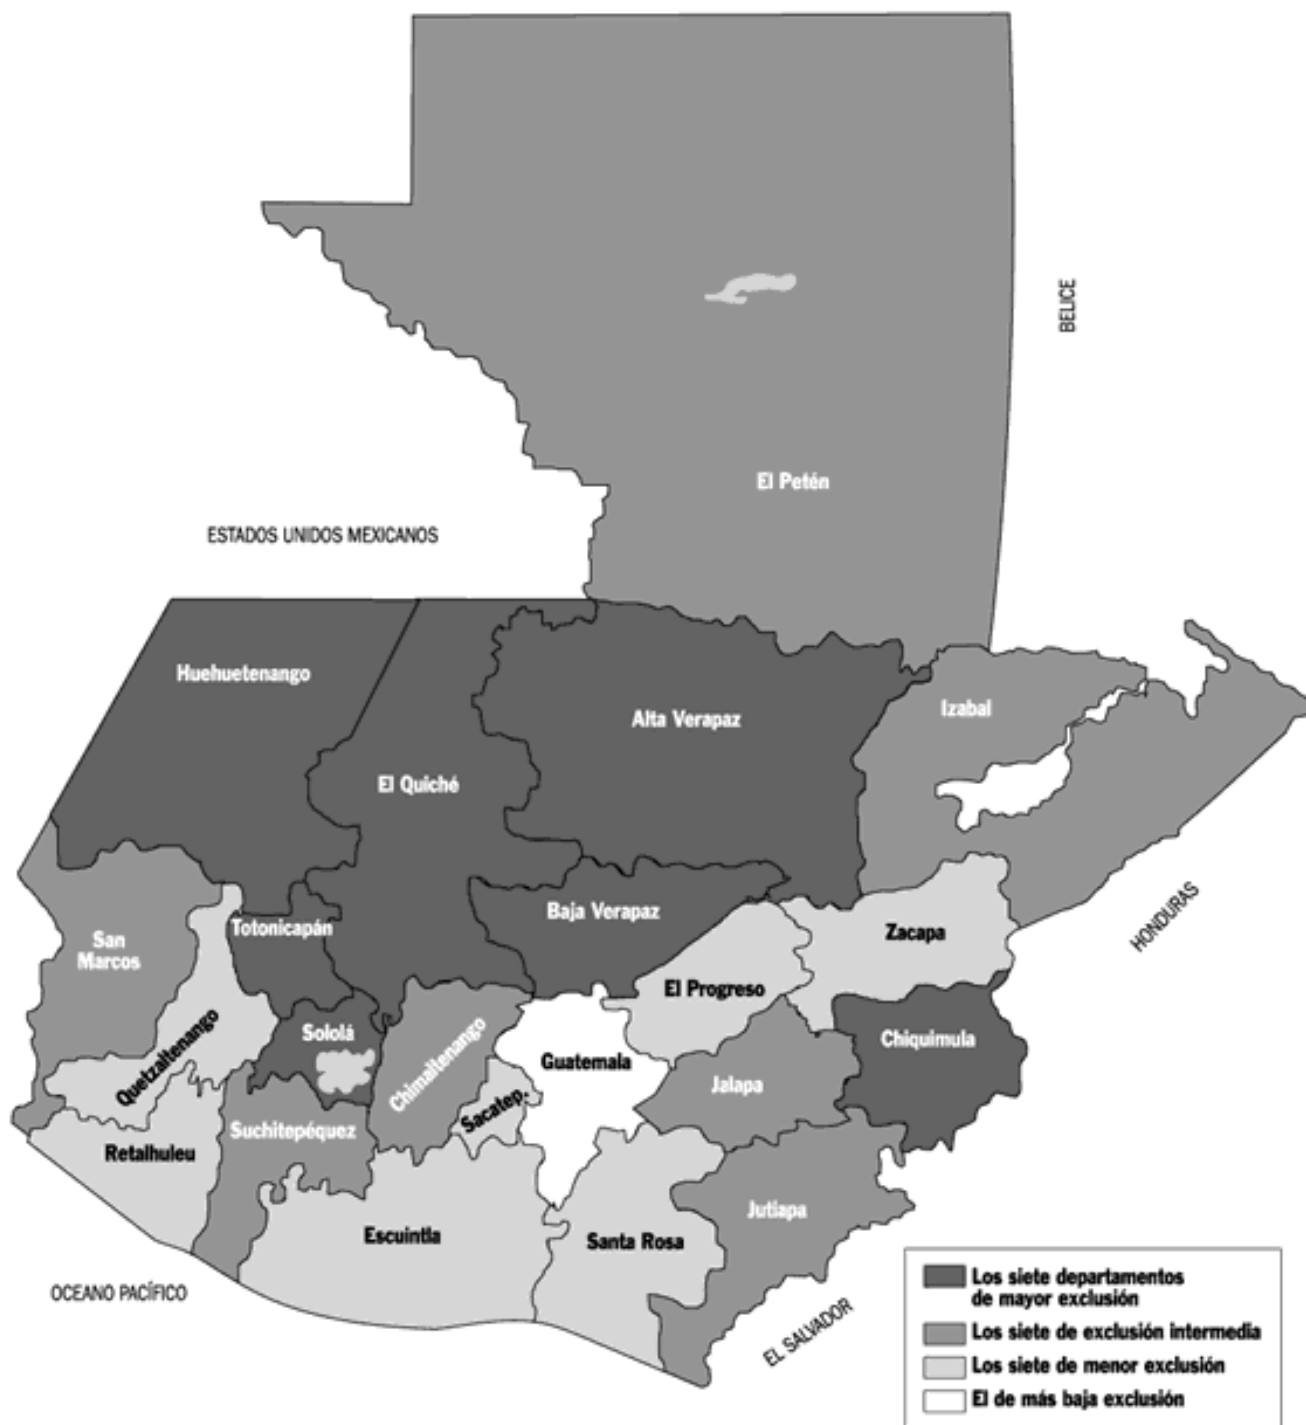 BELICE
El Petén
ESTADOS UNIDOS MEXICANOS
Huehuetenango
Alta Verapaz
Izabal
El Quiché
Baja Verapaz
Totonicapán
San
Marcos
Zacapa
HONDURAS
El Progreso
Quetzaltenango
Sololá
Chimaltenango
Guatemala
Chiquimula
Jalapa
Sacatep.
Suchitepéquez
Retalhuleu
Jutiapa
Escuintla
Santa Rosa
OCEANO PACÍFICO
EL SALVADOR
Los siete departamentos
de mayor exclusión
Los siete de exclusión intermedia
Los siete de menor exclusión
El de más baja exclusión